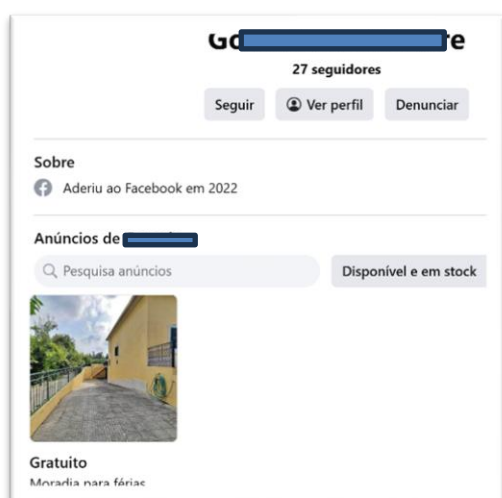 27 seguidores
Seguir Ver perfil Denunciar
Sobre
Aderiu ao Facebook em 2022
Anúncios de
Pesquisa anúncios Disponível e em stock
Gratuito
Moradia para férias